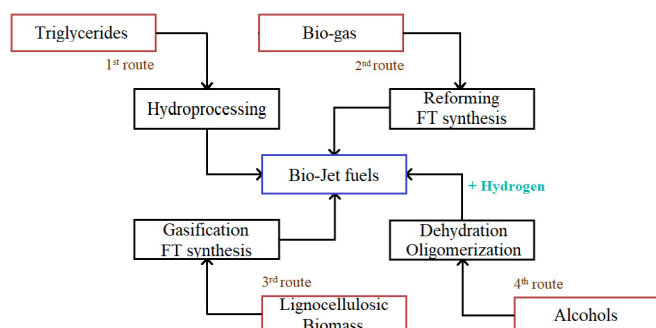 Triglycerides
Bio-gas
1st route
2nd route
Hydroprocessing
Reforming
FT synthesis
Bio-Jet fuels
+ Hydrogen
Gasification
FT synthesis
Dehydration
Oligomerization
3rd route
4th route
Lignocellulosic
Biomass
Alcohols